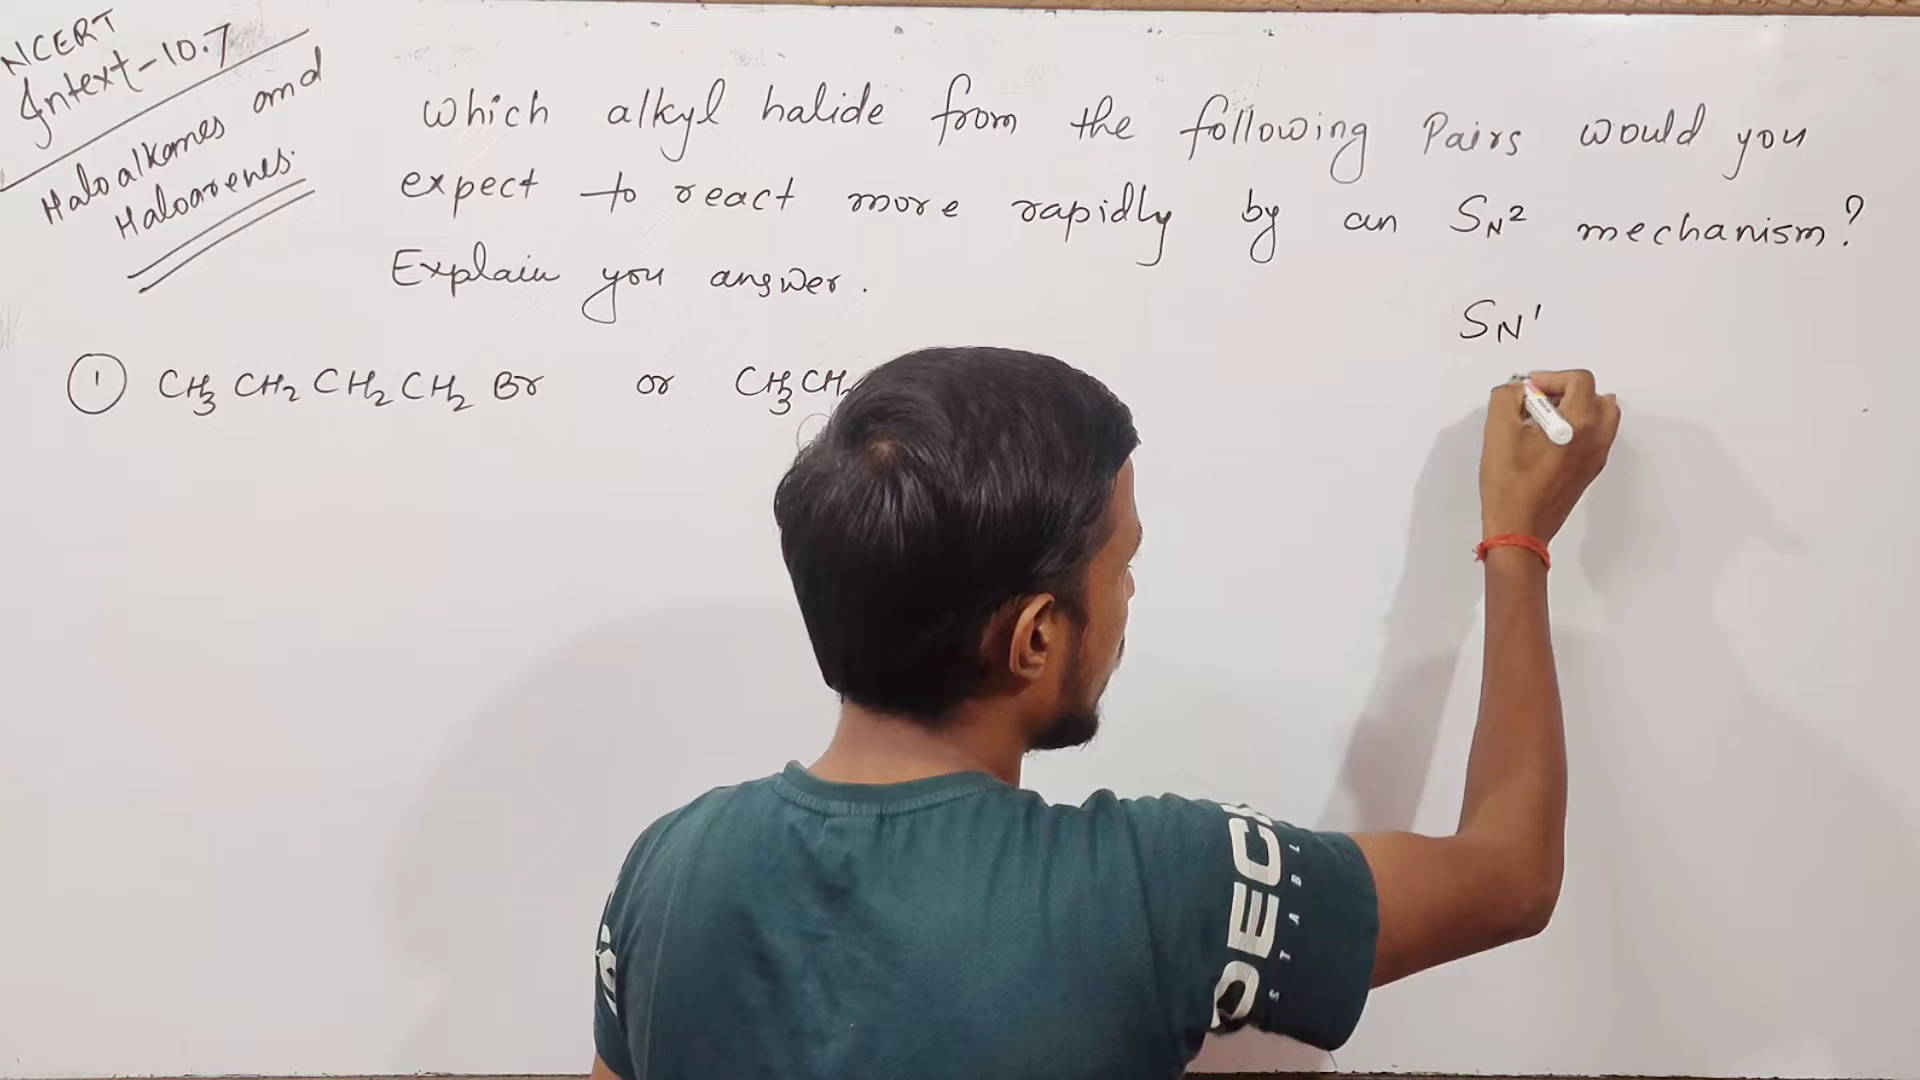 NCERT
Intext-10.7
Haloalkanes and
Haloarenes.
Which alkyl halide from the following Pairs would you
expect to react more rapidly by an SN2 mechanism?
Explain you answer.
SN1
① CH3 CH2 CH2 CH2 Br or CH3 CH2
DECA
STABL